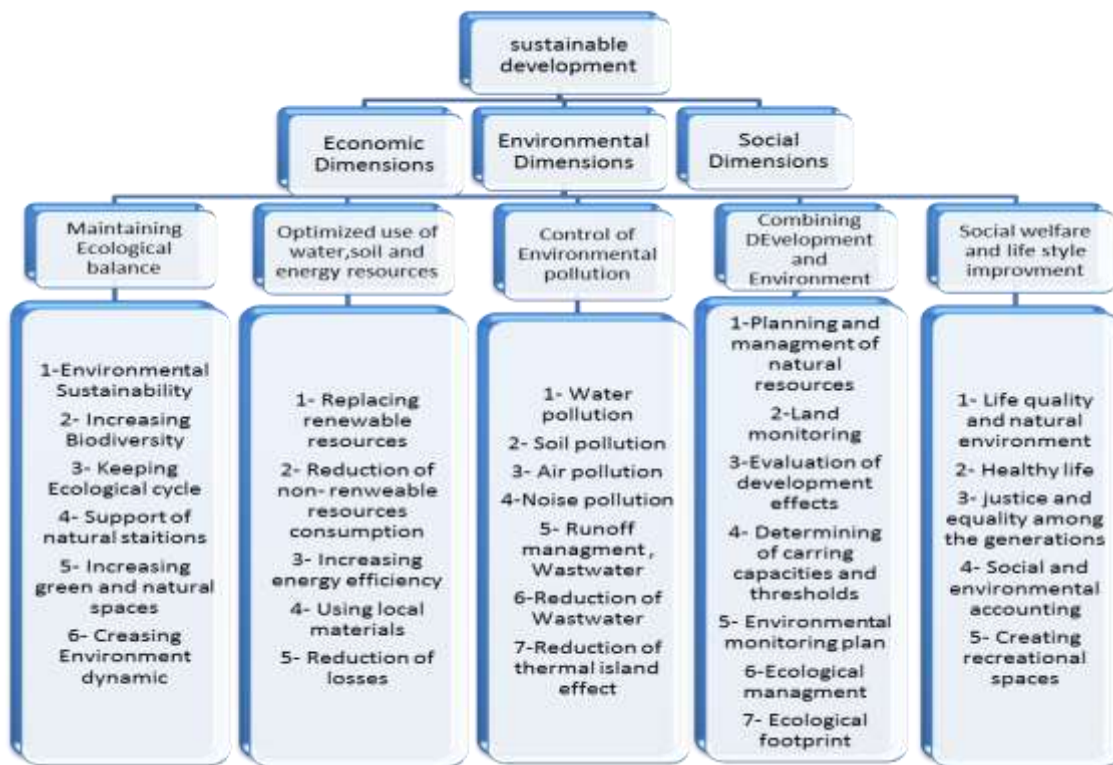 sustainable
development
Economic
Dimensions
Environmental
Dimensions
Social
Dimensions
Maintaining
Ecological
balance
Optimized use of
water,soil and
energy resources
Control of
Environmental
pollution
Combining
DEvelopment
and
Environment
Social welfare
and life style
improvment
1-Environmental
Sustainability
2- Increasing
Biodiversity
3- Keeping
Ecological cycle
4- Support of
natural staitions
5- Increasing
green and natural
spaces
6- Creasing
Environment
dynamic
1- Replacing
renewable
resources
2- Reduction of
non- renweable
resources
consumption
3- Increasing
energy efficiency
4- Using local
materials
5- Reduction of
losses
1- Water
pollution
2- Soil pollution
3- Air pollution
4-Noise pollution
5- Runoff
managment ,
Wastwater
6-Reduction of
Wastwater
7-Reduction of
thermal island
effect
1-Planning and
managment of
natural
resources
2-Land
monitoring
3-Evaluation of
development
effects
4- Determining
of carring
capacities and
thresholds
5- Environmental
monitoring plan
6-Ecological
managment
7- Ecological
footprint
1- Life quality
and natural
environment
2- Healthy life
3- justice and
equality among
the generations
4- Social and
environmental
accounting
5- Creating
recreational
spaces